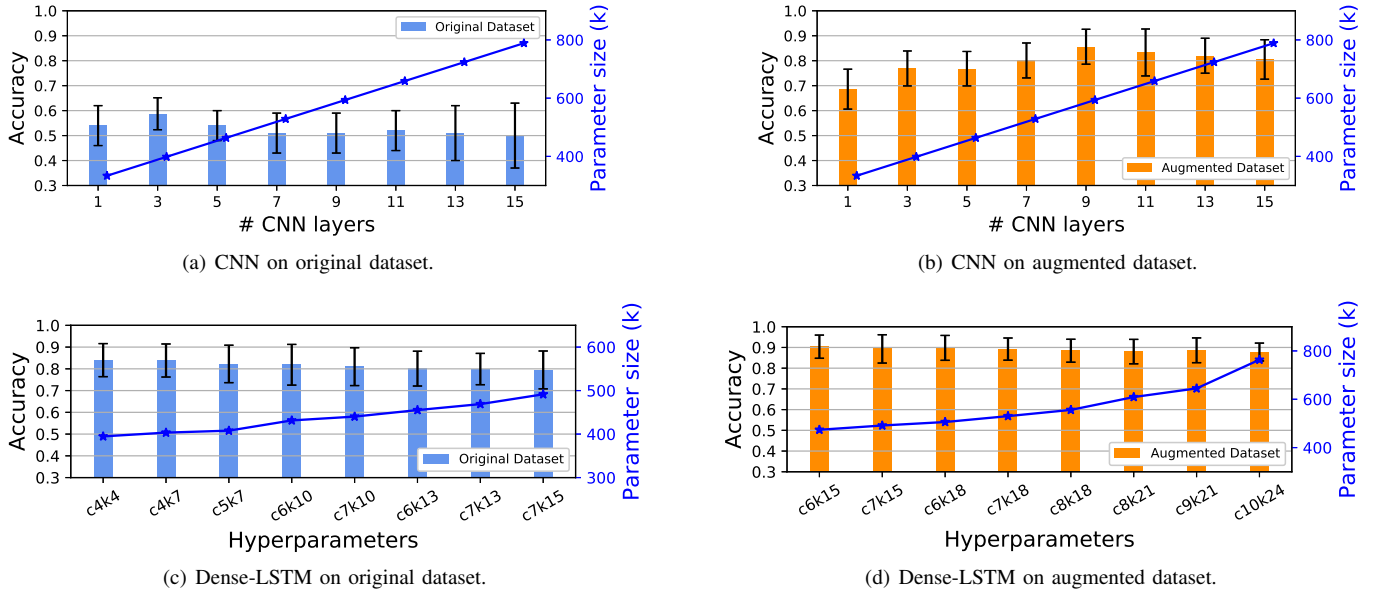 1.0
0.9
0.8
0.7
0.6
0.5
0.4
0.3
Accuracy
Original Dataset
800
600
400
Parameter size (k)
1 3 5 7 9 11 13 15
# CNN layers
(a) CNN on original dataset.
1.0
0.9
0.8
0.7
0.6
0.5
0.4
0.3
Accuracy
Augmented Dataset
800
600
400
Parameter size (k)
1 3 5 7 9 11 13 15
# CNN layers
(b) CNN on augmented dataset.
1.0
0.9
0.8
0.7
0.6
0.5
0.4
0.3
Accuracy
Original Dataset
600
500
400
300
Parameter size (k)
c4k4 c4k7 c5k7 c6k10 c7k10 c6k13 c7k13 c7k15
Hyperparameters
(c) Dense-LSTM on original dataset.
1.0
0.9
0.8
0.7
0.6
0.5
0.4
0.3
Accuracy
Augmented Dataset
800
600
400
Parameter size (k)
c6k15 c7k15 c6k18 c7k18 c8k18 c8k21 c9k21 c10k24
Hyperparameters
(d) Dense-LSTM on augmented dataset.